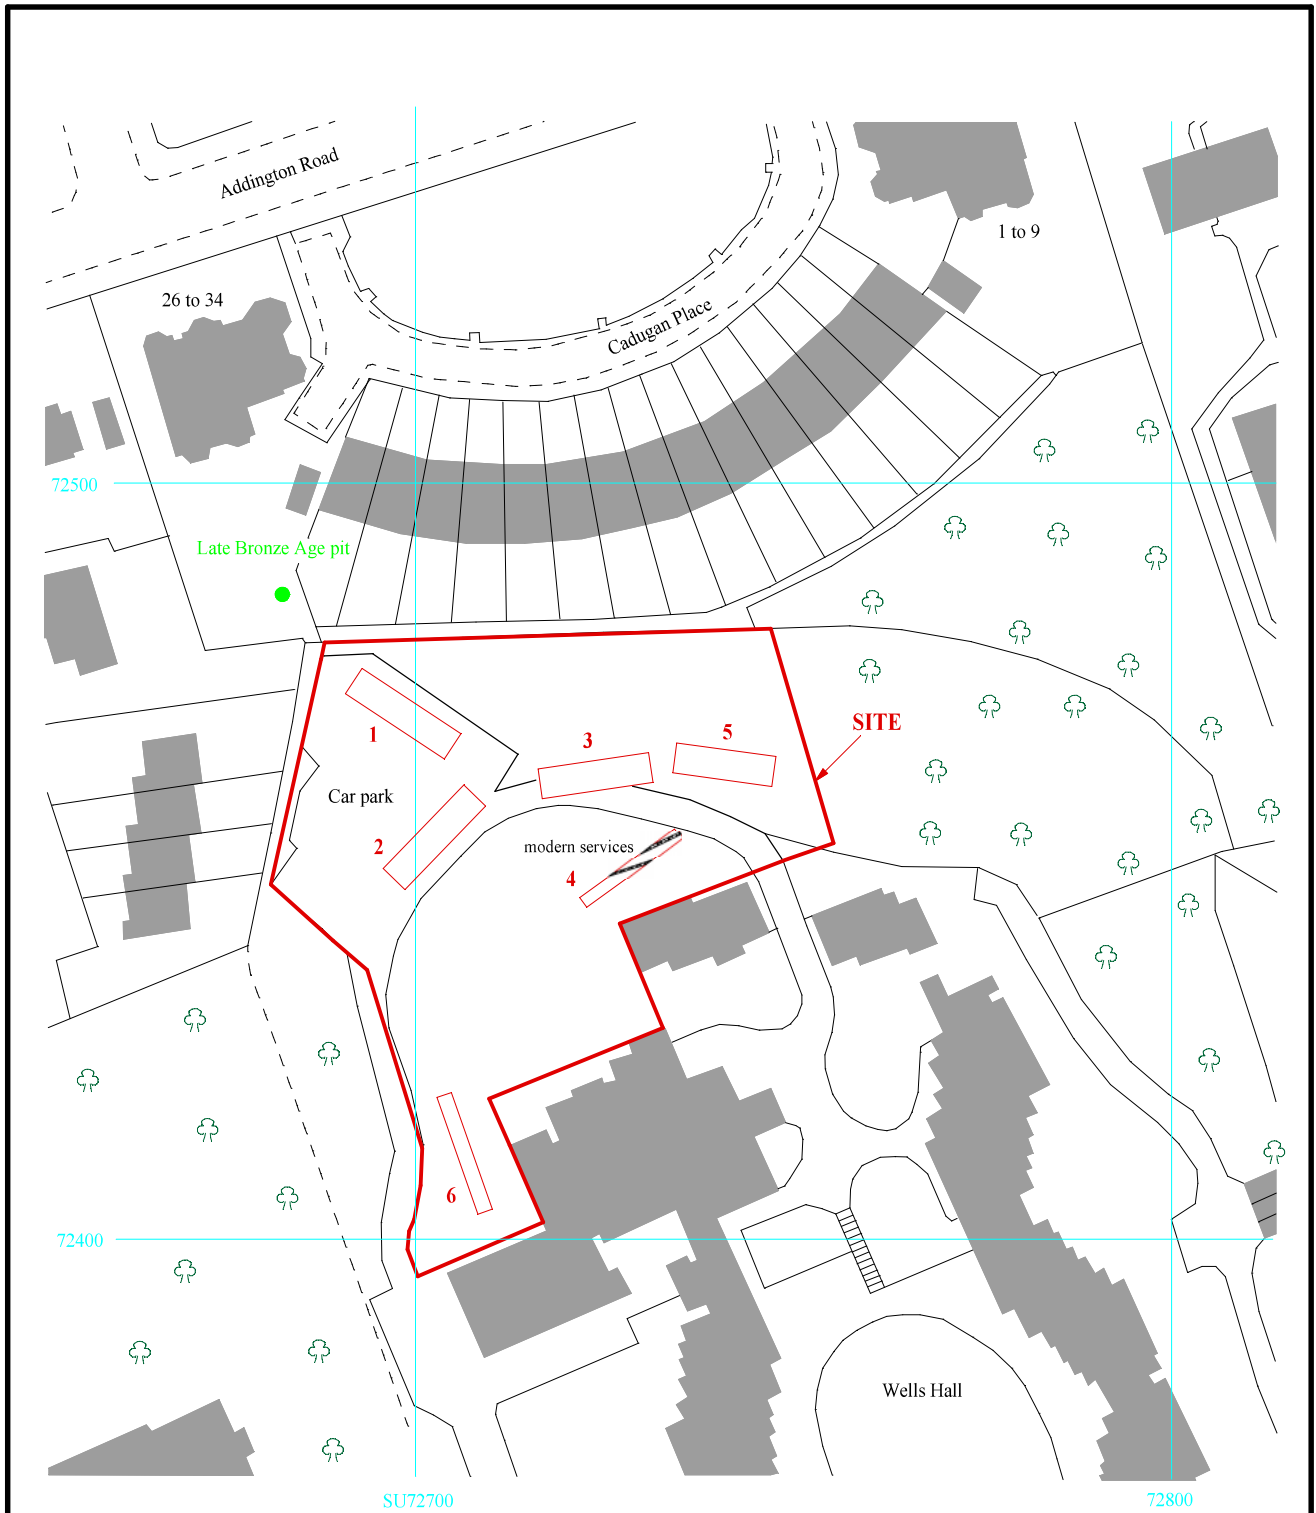 Addington Road
1 to 9
26 to 34
Cadugan Place
72500
Late Bronze Age pit
SITE
1
3
5
Car park
2
modern services
4
6
72400
Wells Hall
SU72700
72800